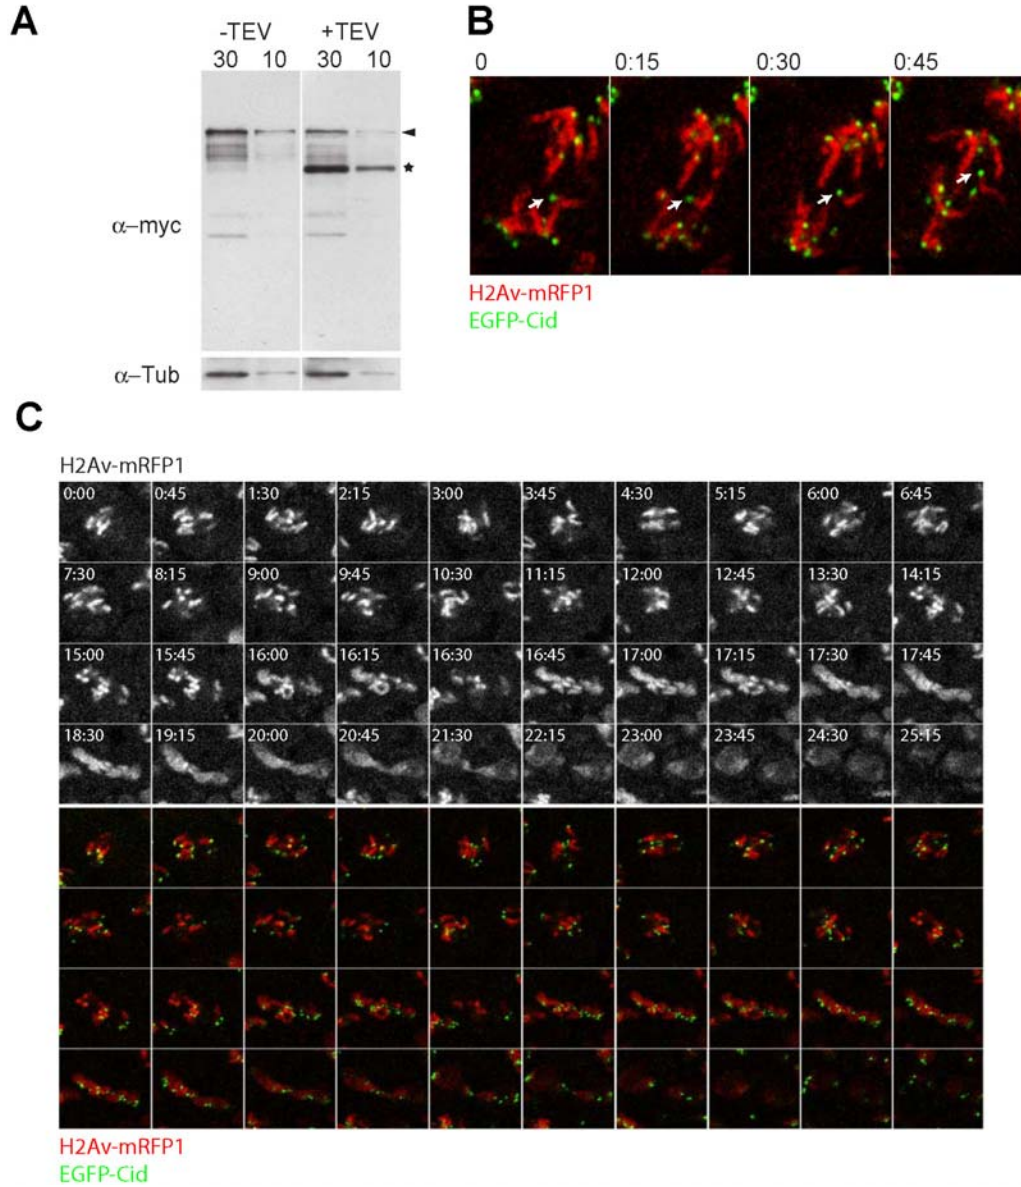 A
-TEV +TEV
30 10 30 10
α–myc
α–Tub
B
0 0:15 0:30 0:45
H2Av-mRFP1
EGFP-Cid
C
H2Av-mRFP1
0:00 0:45 1:30 2:15 3:00 3:45 4:30 5:15 6:00 6:45
7:30 8:15 9:00 9:45 10:30 11:15 12:00 12:45 13:30 14:15
15:00 15:45 16:00 16:15 16:30 16:45 17:00 17:15 17:30 17:45
18:30 19:15 20:00 20:45 21:30 22:15 23:00 23:45 24:30 25:15
H2Av-mRFP1
EGFP-Cid